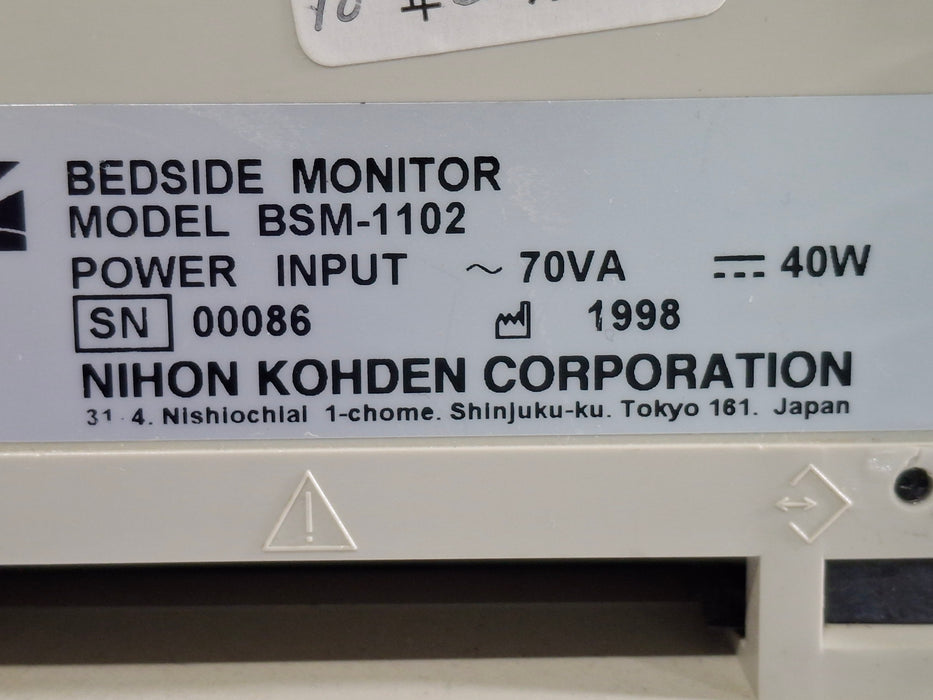 BEDSIDE MONITOR
MODEL BSM-1102
POWER INPUT ~ 70VA ⎓ 40W
SN 00086 1998
NIHON KOHDEN CORPORATION
31-4. Nishiochiai 1-chome. Shinjuku-ku. Tokyo 161. Japan